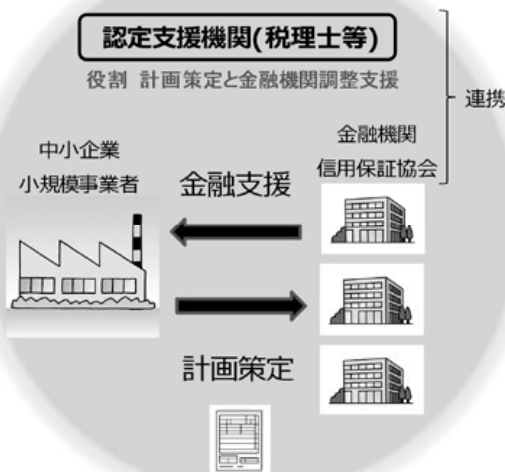 認定支援機関(税理士等)
役割 計画策定と金融機関調整支援
連携
中小企業
小規模事業者
金融支援
金融機関
信用保証協会
計画策定